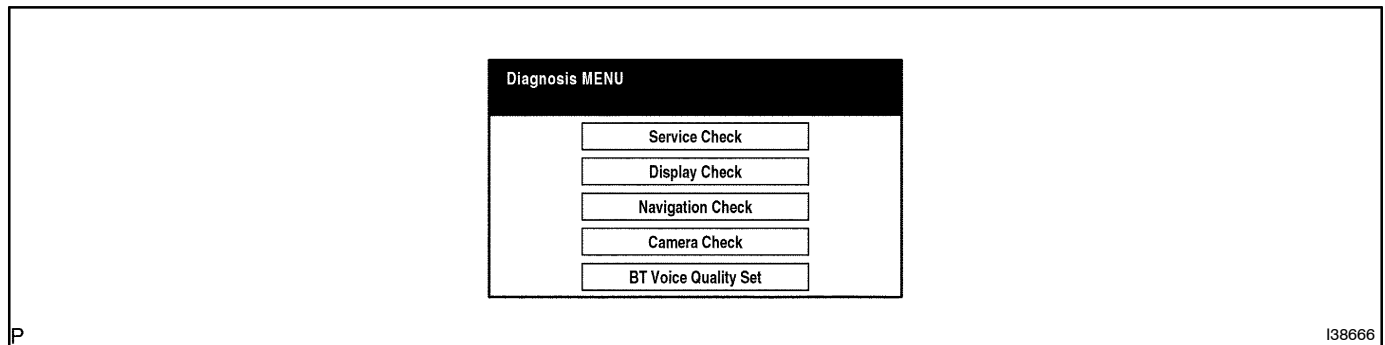 Diagnosis MENU
Service Check
Display Check
Navigation Check
Camera Check
BT Voice Quality Set
P
I38666